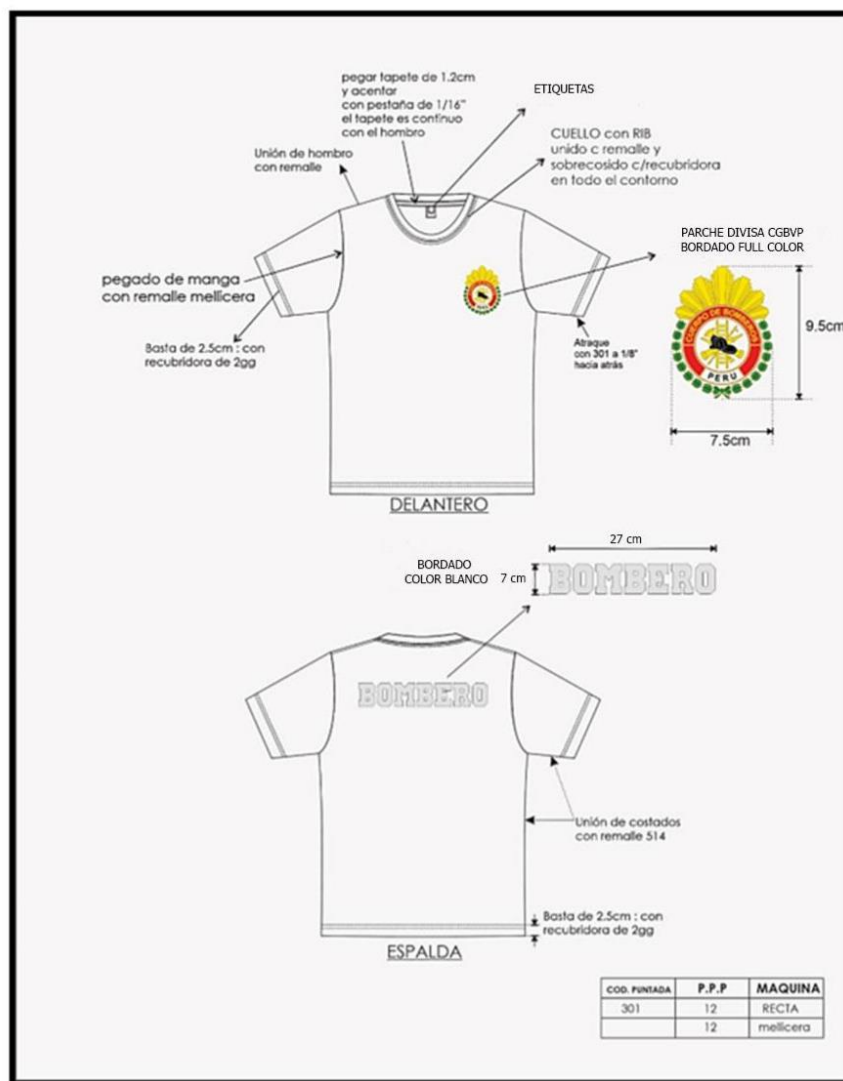 pegar tapete de 1.2cm
y acentar
con pestaña de 1/16"
el tapete es continuo
con el hombro
ETIQUETAS
Unión de hombro
con remalle
CUELLO con RIB
unido c remalle y
sobrecosido c/recubridora
en todo el contorno
PARCHE DIVISA CGBVP
BORDADO FULL COLOR
pegado de manga
con remalle mellicera
Basta de 2.5cm : con
recubridora de 2gg
Atraque
con 301 a 1/8"
hacia atrás
CUERPO DE BOMBEROS
PERU
9.5cm
7.5cm
DELANTERO
BORDADO
COLOR BLANCO
7 cm
27 cm
BOMBERO
BOMBERO
Unión de costados
con remalle 514
Basta de 2.5cm : con
recubridora de 2gg
ESPALDA
COD. PUNTADA P.P.P MAQUINA
301 12 RECTA
12 mellicera